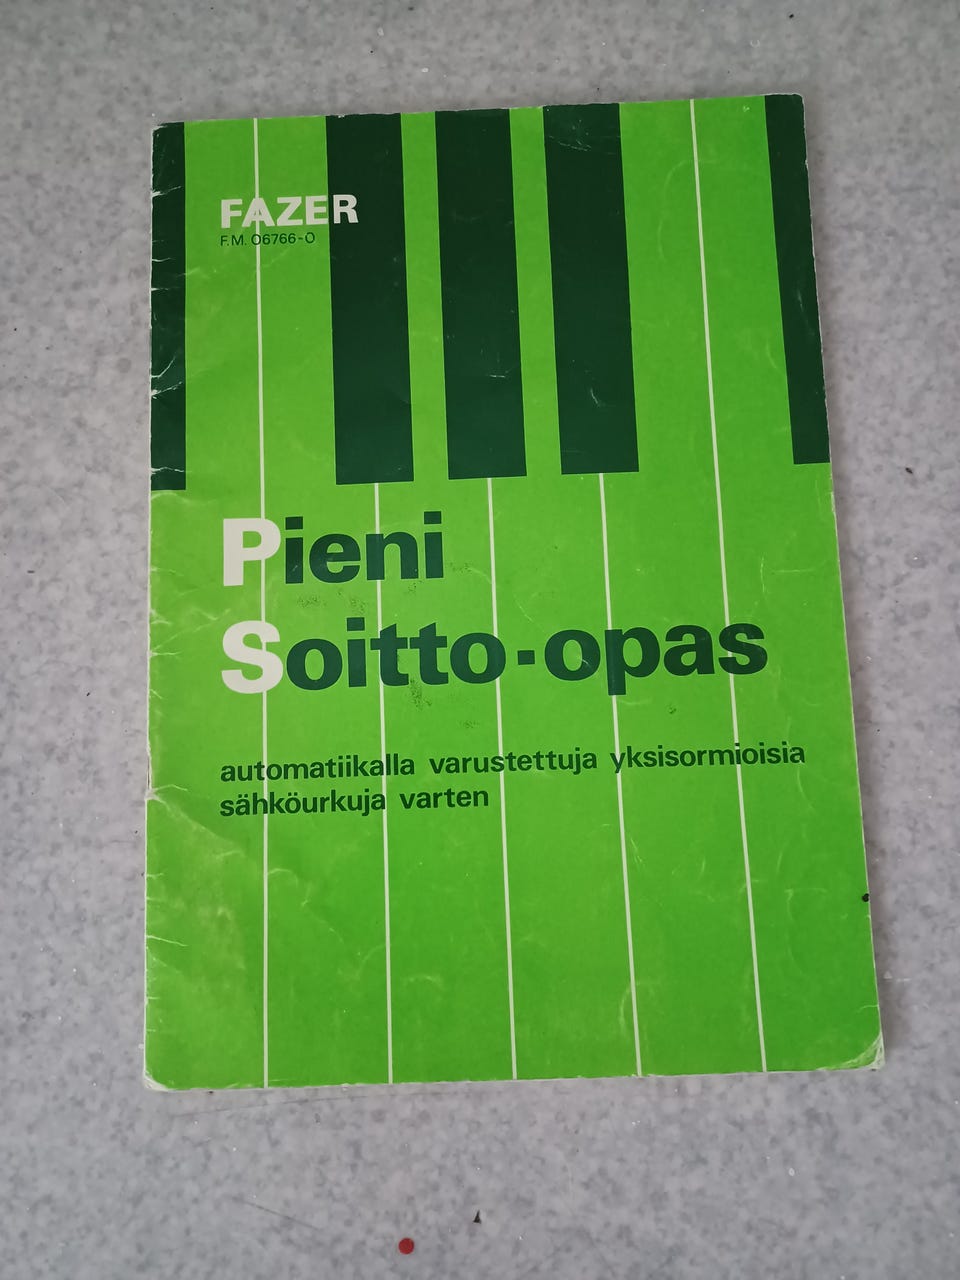 FAZER
F.M. 06766-0
Pieni
Soitto-opas
automatiikalla varustettuja yksisormioisia
sähköurkuja varten